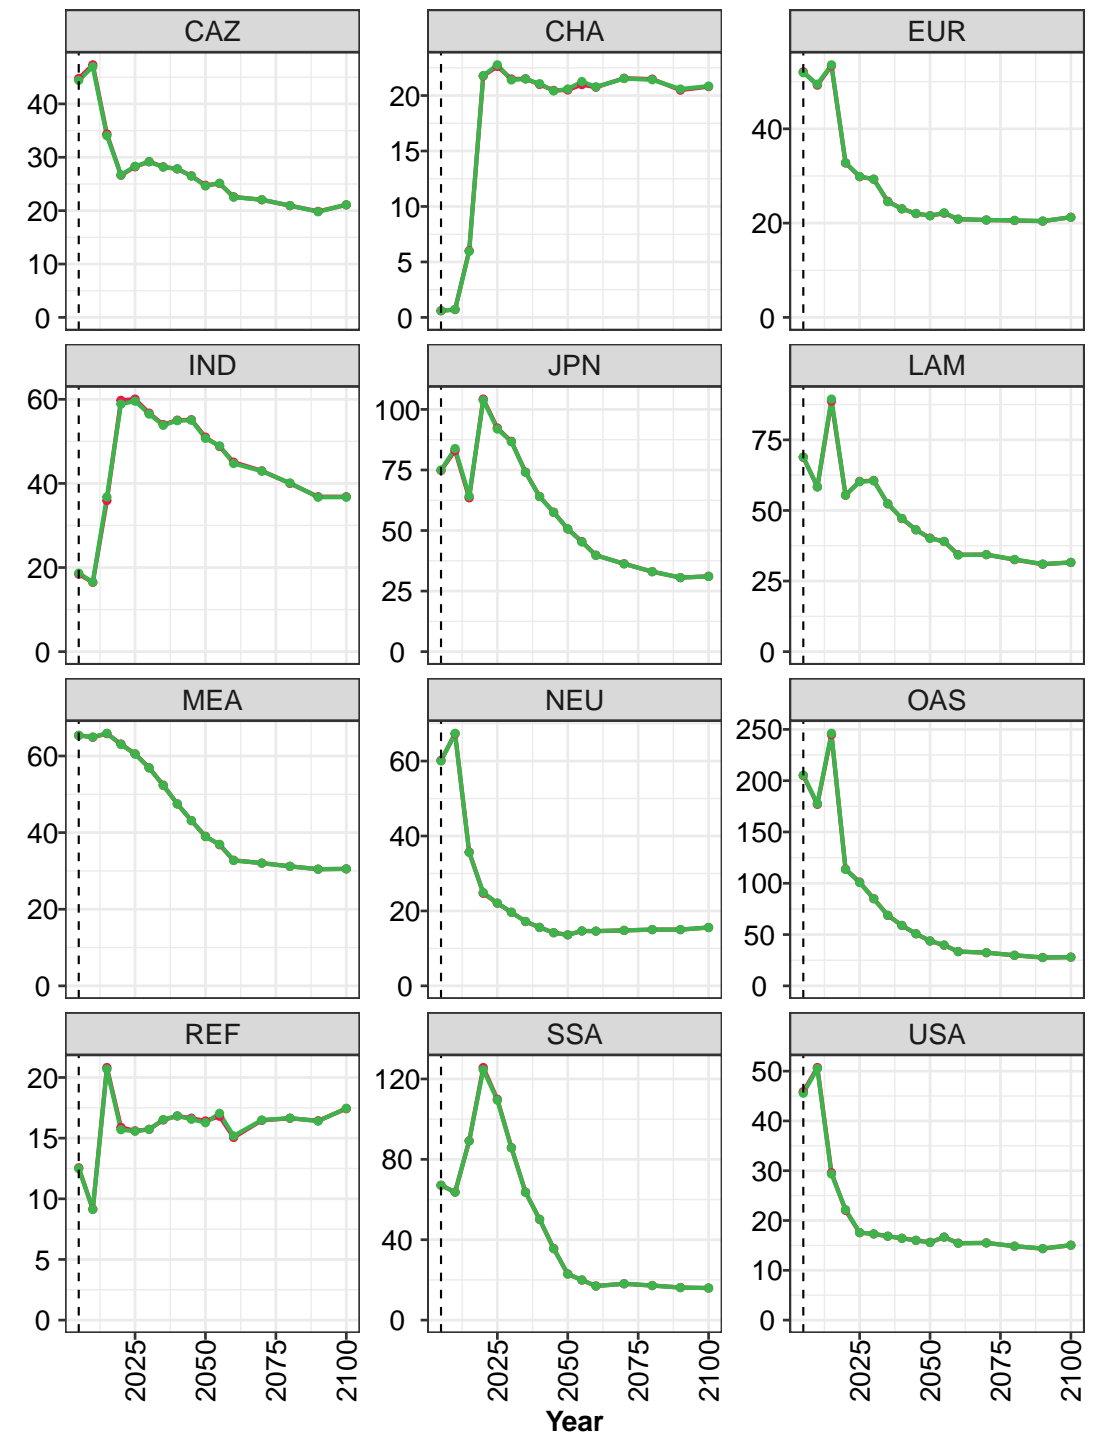 CAZ CHA EUR
40 20 40
30 15 20
20 10 0
10 5
0 0
IND JPN LAM
60 100 75
40 75 50
20 50 25
0 25 0
0
MEA NEU OAS
60 60 250
40 40 200
20 20 150
0 0 100
50
0
REF SSA USA
20 120 50
15 80 40
10 40 30
5 0 20
0 10
0
2025 2050 2075 2100 2025 2050 2075 2100 2025 2050 2075 2100
Year